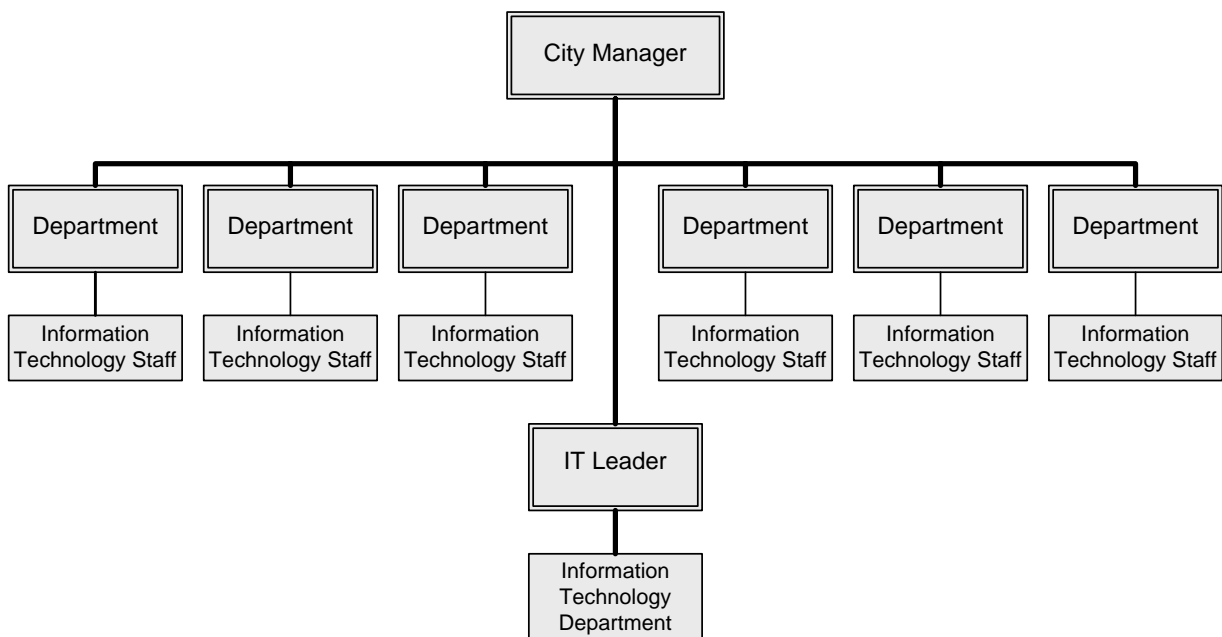 City Manager
Department
Department
Department
Department
Department
Department
Information
Technology Staff
Information
Technology Staff
Information
Technology Staff
Information
Technology Staff
Information
Technology Staff
Information
Technology Staff
IT Leader
Information
Technology
Department